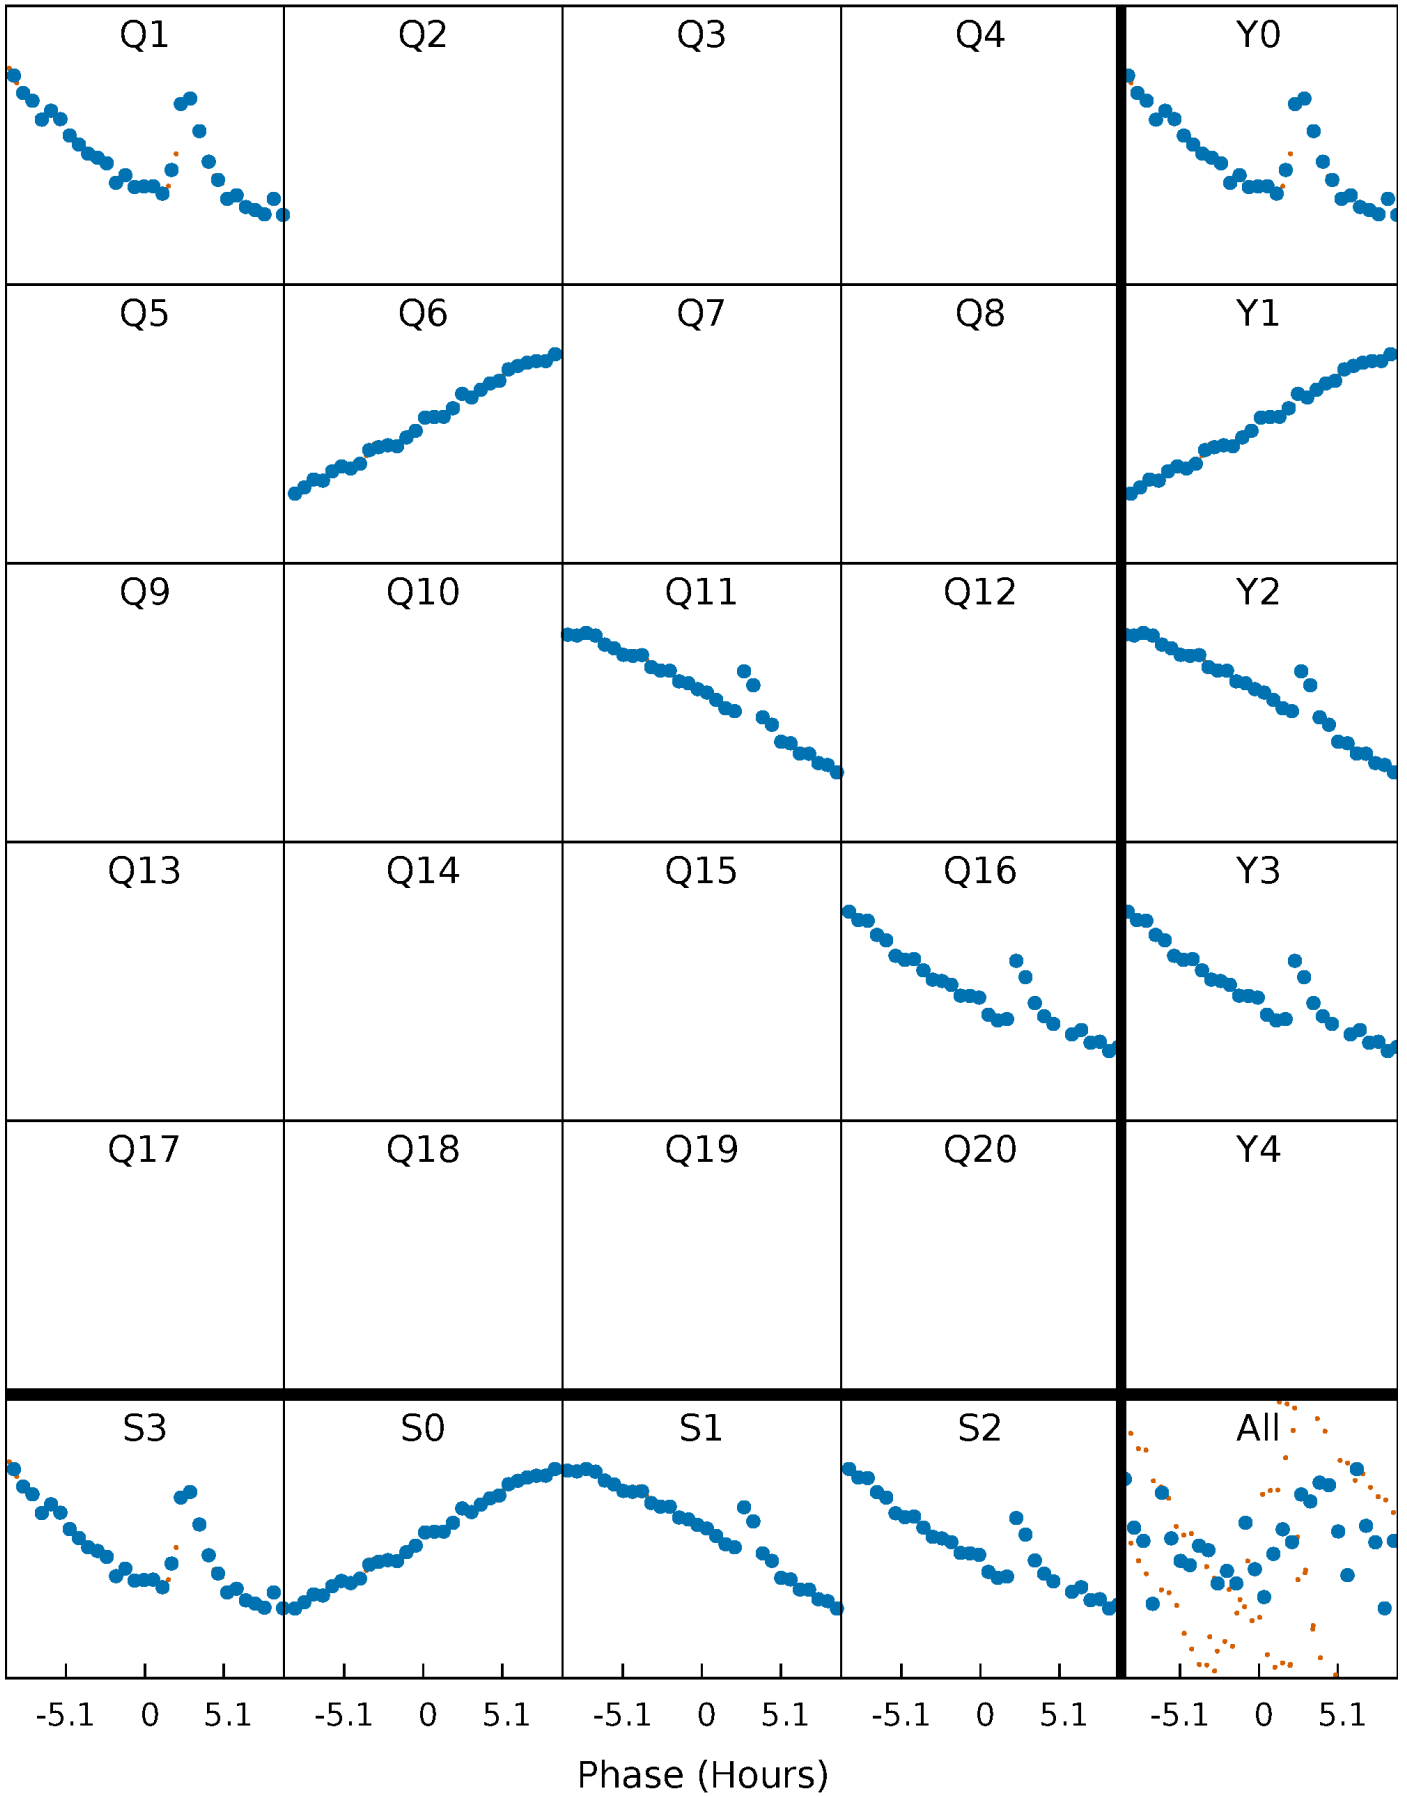 Q1 Q2 Q3 Q4 Y0
Q5 Q6 Q7 Q8 Y1
Q9 Q10 Q11 Q12 Y2
Q13 Q14 Q15 Q16 Y3
Q17 Q18 Q19 Q20 Y4
S3 S0 S1 S2 All
-5.1 0 5.1 -5.1 0 5.1 -5.1 0 5.1 -5.1 0 5.1 -5.1 0 5.1
Phase (Hours)